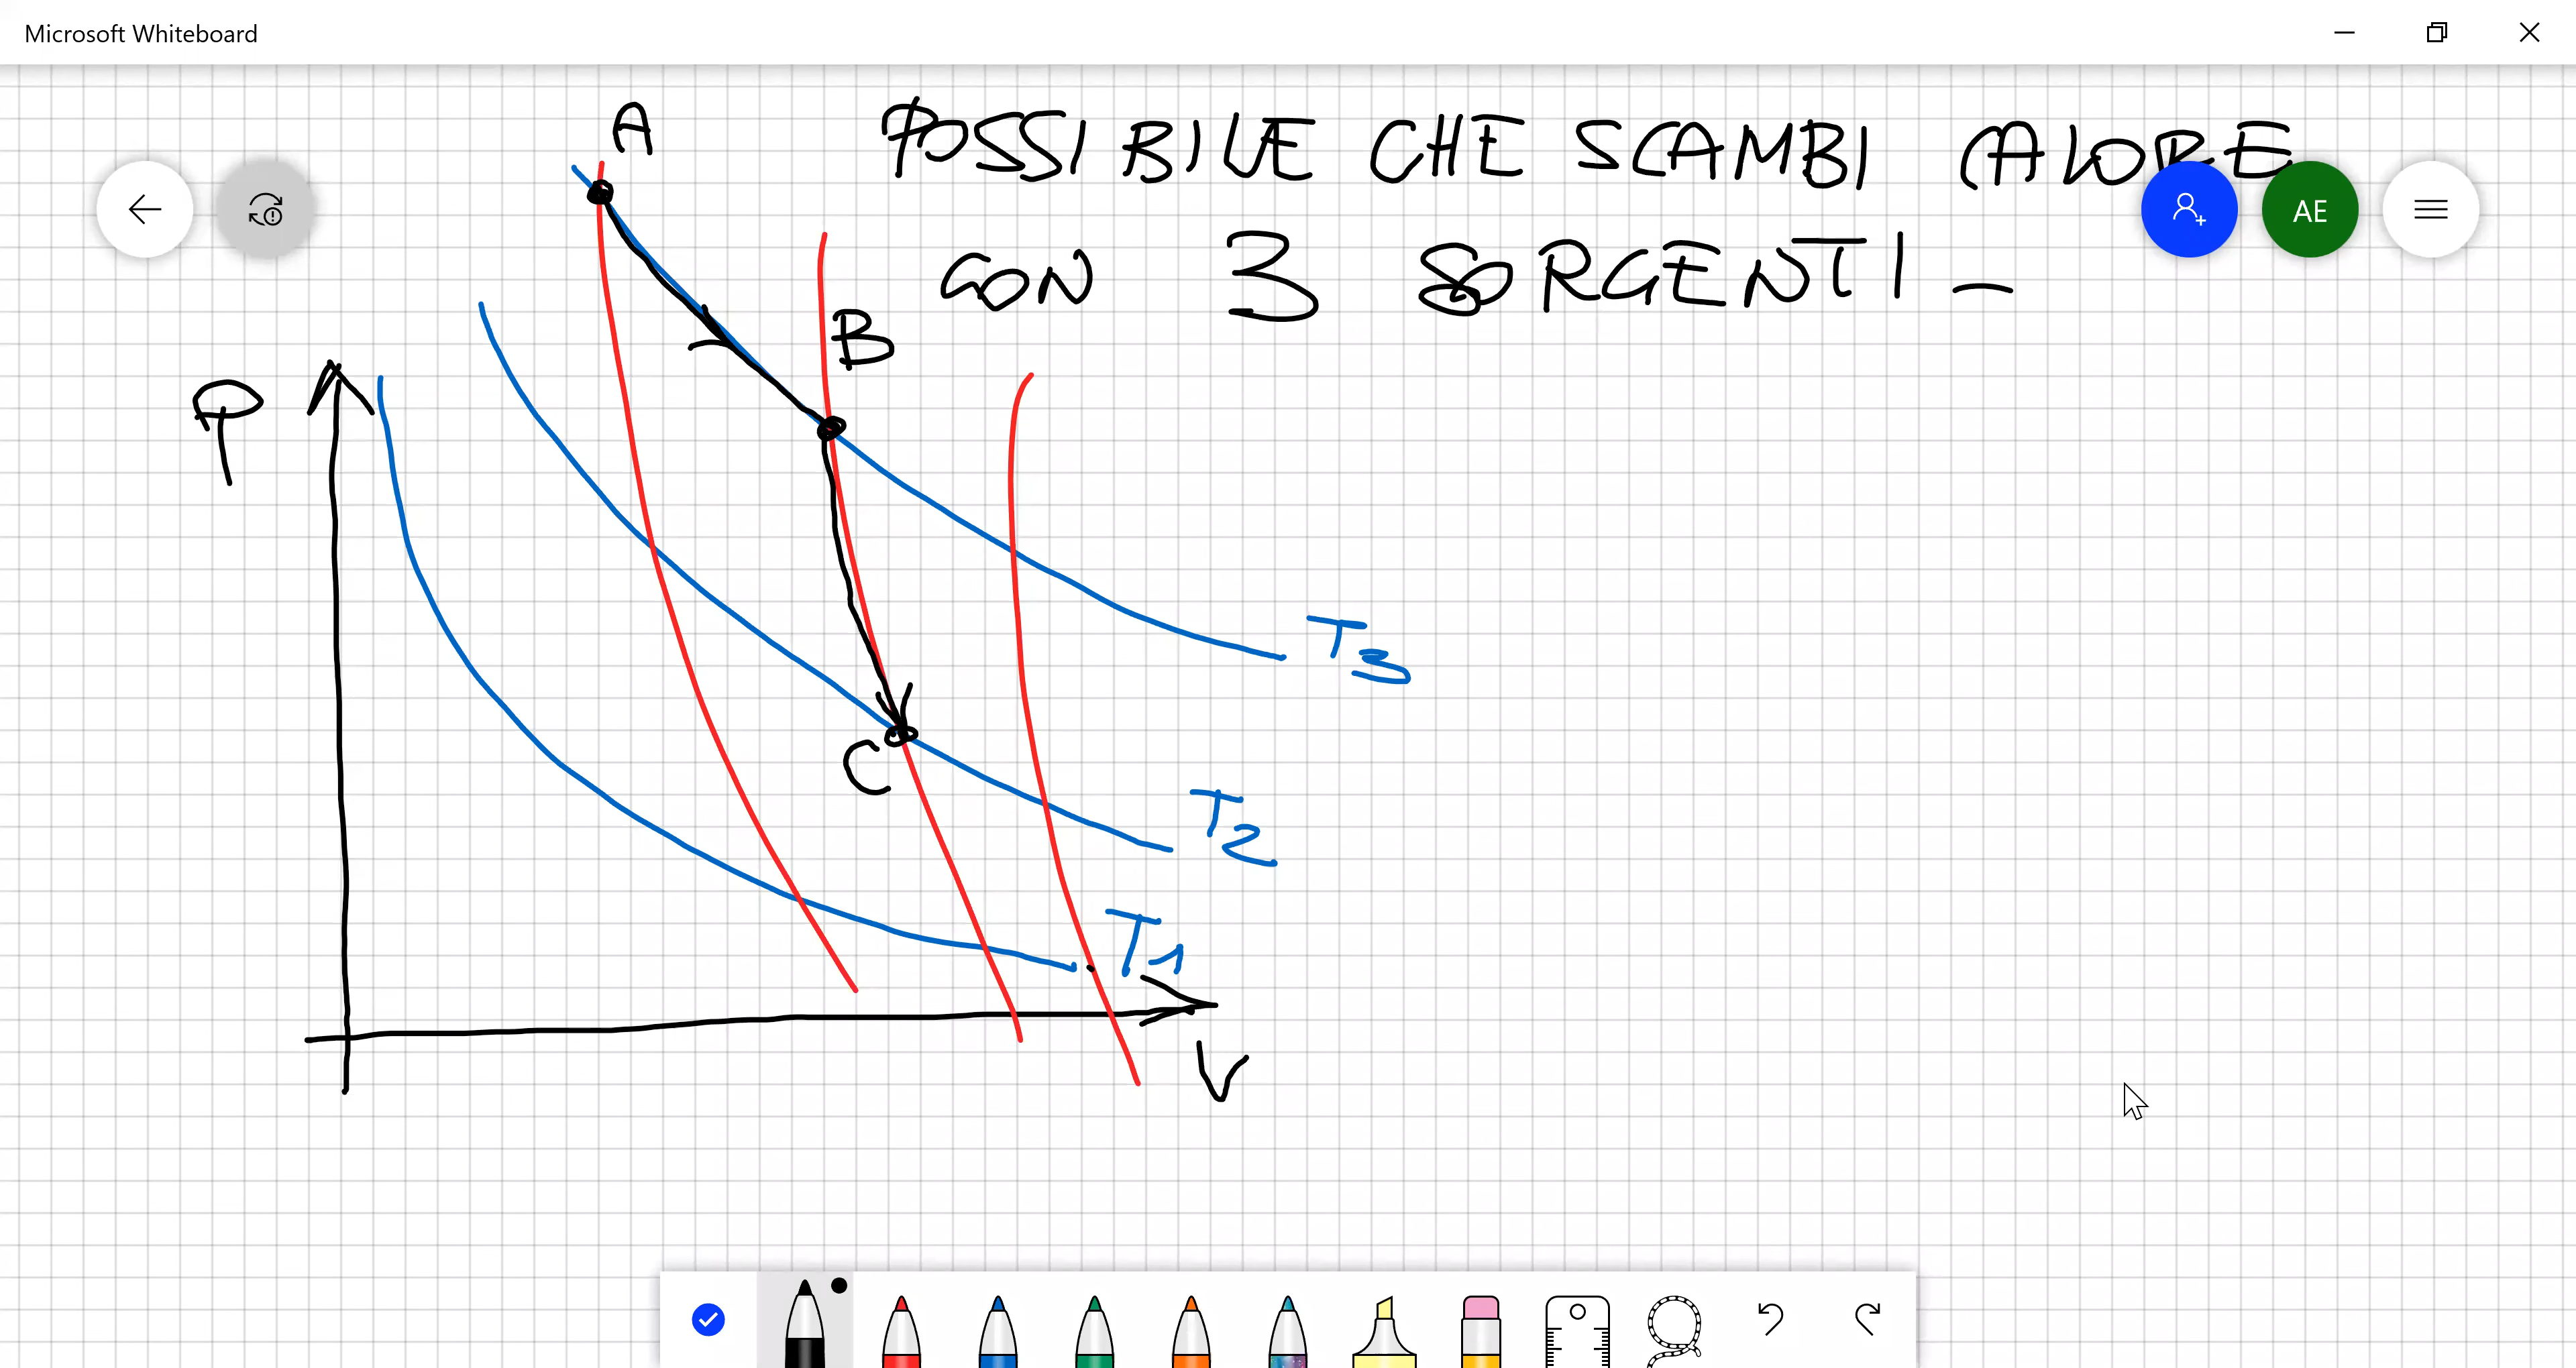 Microsoft Whiteboard
A
POSSIBILE CHE SCAMBI CALORE
CON 3 SORGENTI -
AE
B
P
T3
C
T2
T1
V